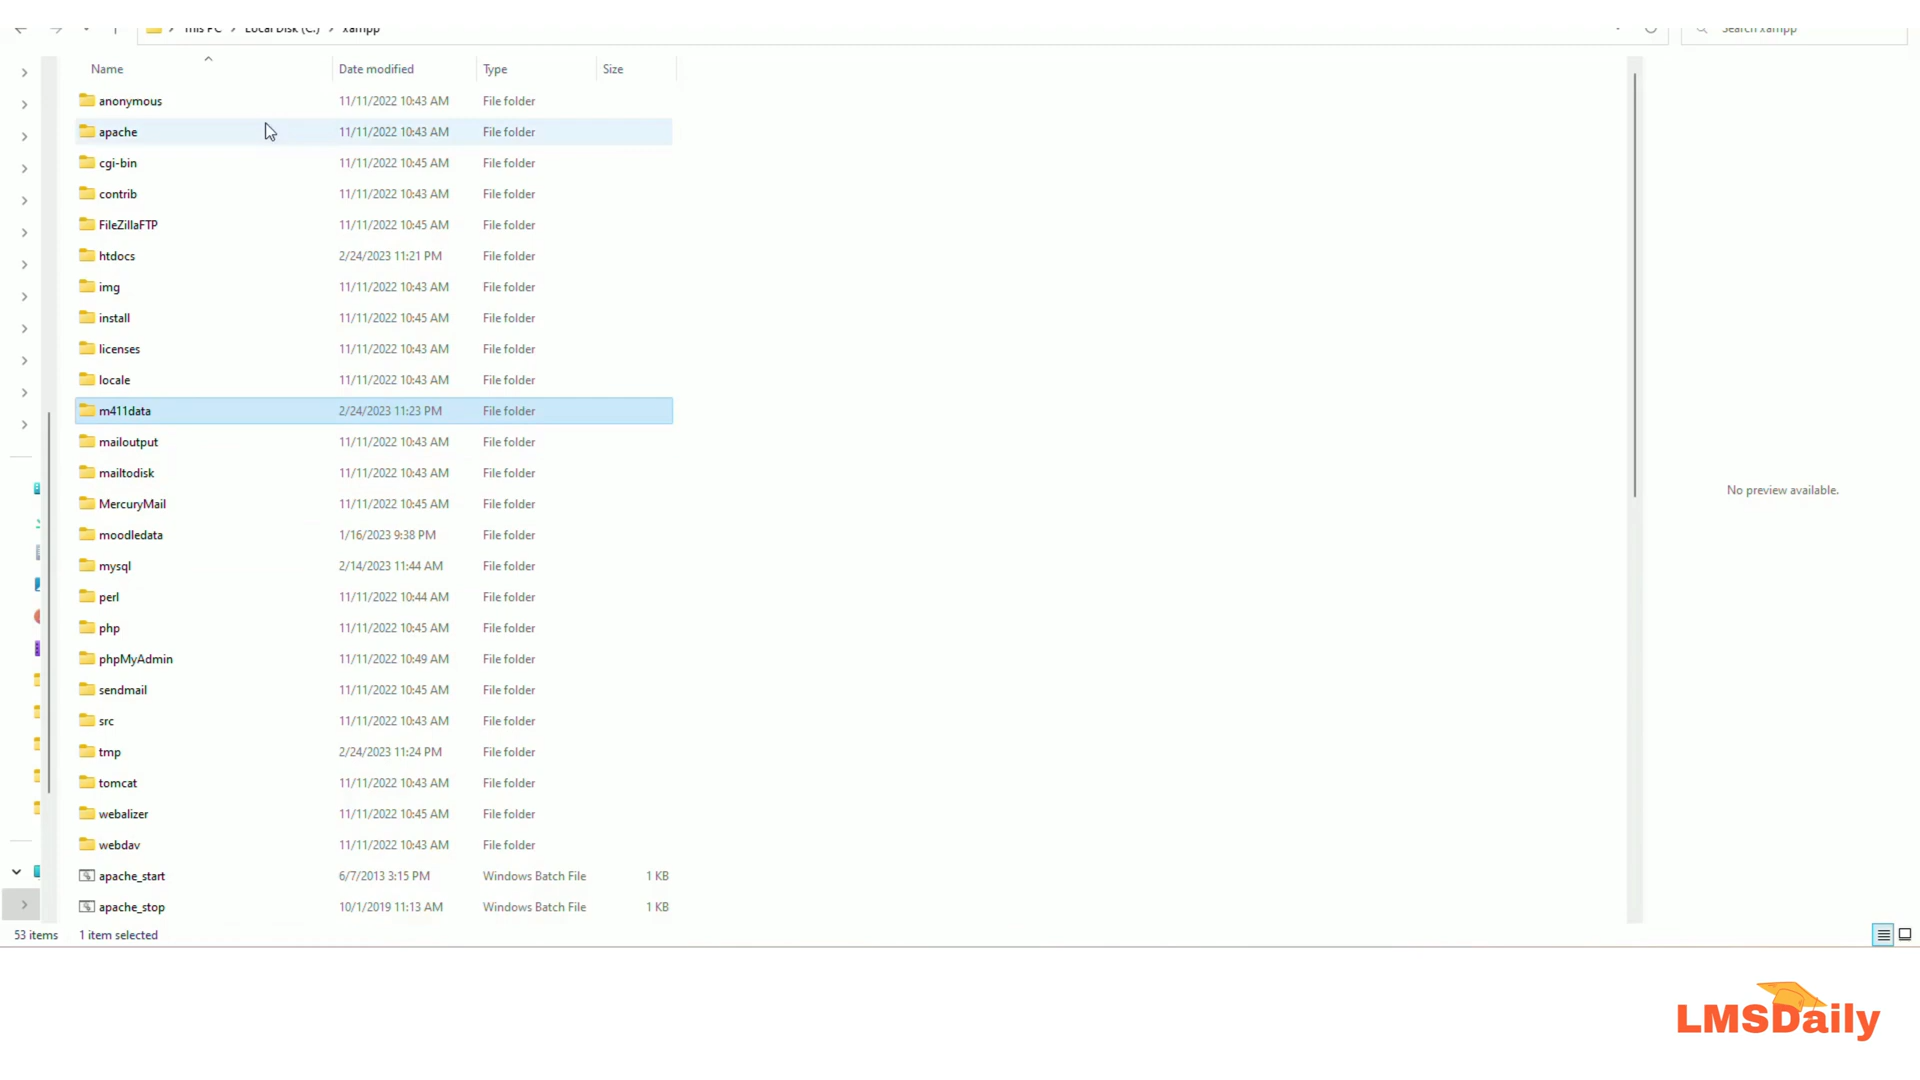 This PC > Local Disk (C:) > xampp
Search xampp
Name Date modified Type Size
anonymous 11/11/2022 10:43 AM File folder
apache 11/11/2022 10:43 AM File folder
cgi-bin 11/11/2022 10:45 AM File folder
contrib 11/11/2022 10:43 AM File folder
FileZillaFTP 11/11/2022 10:45 AM File folder
htdocs 2/24/2023 11:21 PM File folder
img 11/11/2022 10:43 AM File folder
install 11/11/2022 10:45 AM File folder
licenses 11/11/2022 10:43 AM File folder
locale 11/11/2022 10:43 AM File folder
m411data 2/24/2023 11:23 PM File folder
mailoutput 11/11/2022 10:43 AM File folder
mailtodisk 11/11/2022 10:43 AM File folder
MercuryMail 11/11/2022 10:45 AM File folder
moodledata 1/16/2023 9:38 PM File folder
mysql 2/14/2023 11:44 AM File folder
perl 11/11/2022 10:44 AM File folder
php 11/11/2022 10:45 AM File folder
phpMyAdmin 11/11/2022 10:49 AM File folder
sendmail 11/11/2022 10:45 AM File folder
src 11/11/2022 10:43 AM File folder
tmp 2/24/2023 11:24 PM File folder
tomcat 11/11/2022 10:43 AM File folder
webalizer 11/11/2022 10:45 AM File folder
webdav 11/11/2022 10:43 AM File folder
apache_start 6/7/2013 3:15 PM Windows Batch File 1 KB
apache_stop 10/1/2019 11:13 AM Windows Batch File 1 KB
No preview available.
53 items 1 item selected
LMSDaily